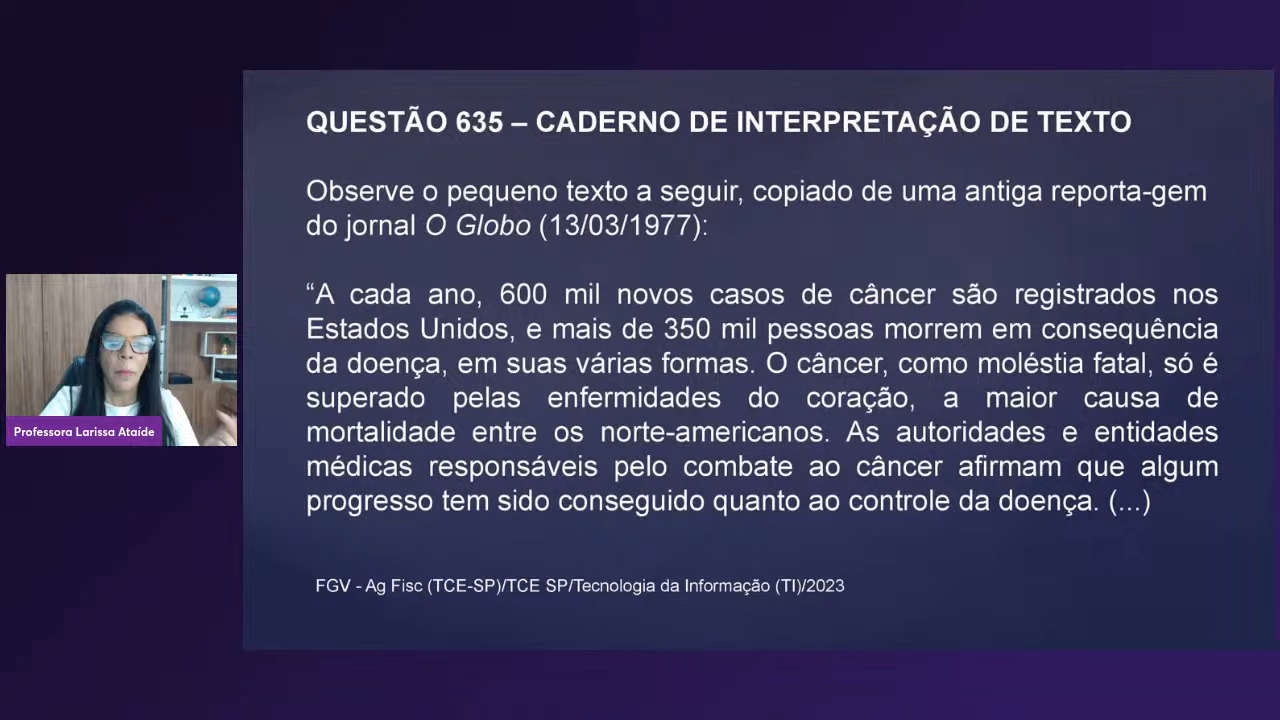 QUESTÃO 635 – CADERNO DE INTERPRETAÇÃO DE TEXTO
Observe o pequeno texto a seguir, copiado de uma antiga reporta-gem
do jornal O Globo (13/03/1977):
“A cada ano, 600 mil novos casos de câncer são registrados nos
Estados Unidos, e mais de 350 mil pessoas morrem em consequência
da doença, em suas várias formas. O câncer, como moléstia fatal, só é
superado pelas enfermidades do coração, a maior causa de
mortalidade entre os norte-americanos. As autoridades e entidades
médicas responsáveis pelo combate ao câncer afirmam que algum
progresso tem sido conseguido quanto ao controle da doença. (...)
FGV - Ag Fisc (TCE-SP)/TCE SP/Tecnologia da Informação (TI)/2023
Professora Larissa Ataíde